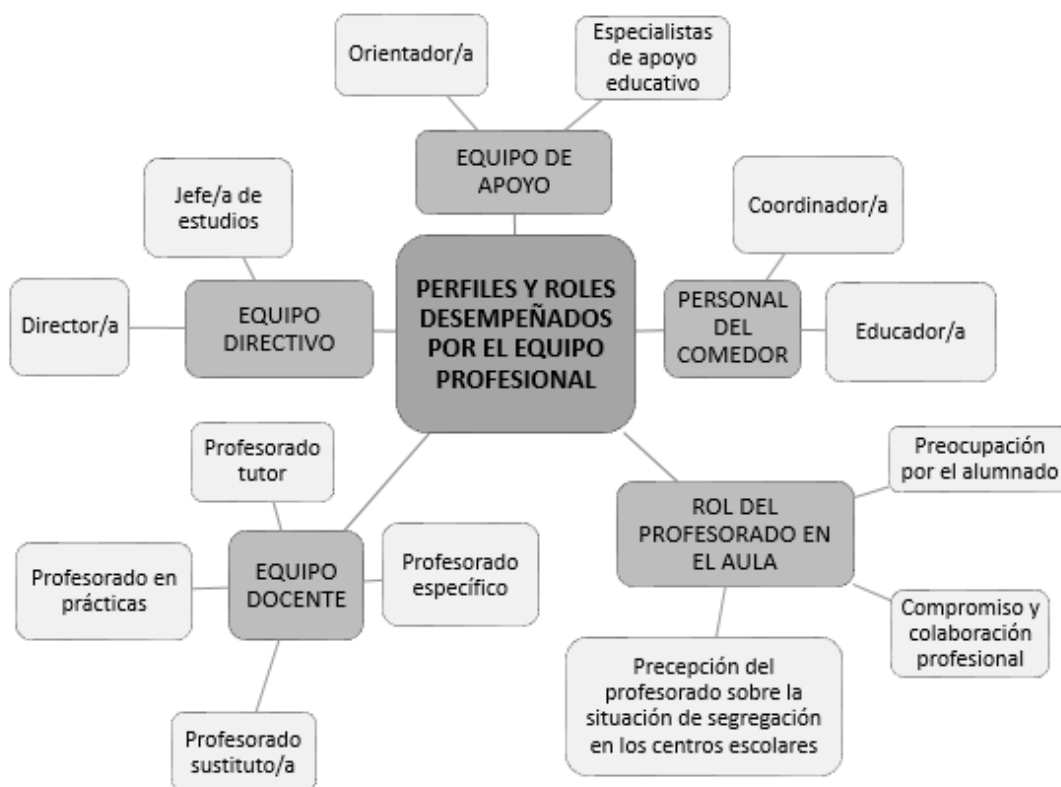 Orientador/a
Especialistas
de apoyo
educativo
EQUIPO DE
APOYO
Jefe/a de
estudios
Coordinador/a
Director/a
EQUIPO
DIRECTIVO
PERFILES Y ROLES
DESEMPEÑADOS
POR EL EQUIPO
PROFESIONAL
PERSONAL
DEL
COMEDOR
Educador/a
Profesorado
tutor
Preocupación
por el alumnado
ROL DEL
PROFESORADO EN
EL AULA
Profesorado en
prácticas
EQUIPO
DOCENTE
Profesorado
específico
Compromiso y
colaboración
profesional
Precepción del
profesorado sobre la
situación de segregación
en los centros escolares
Profesorado
sustituto/a